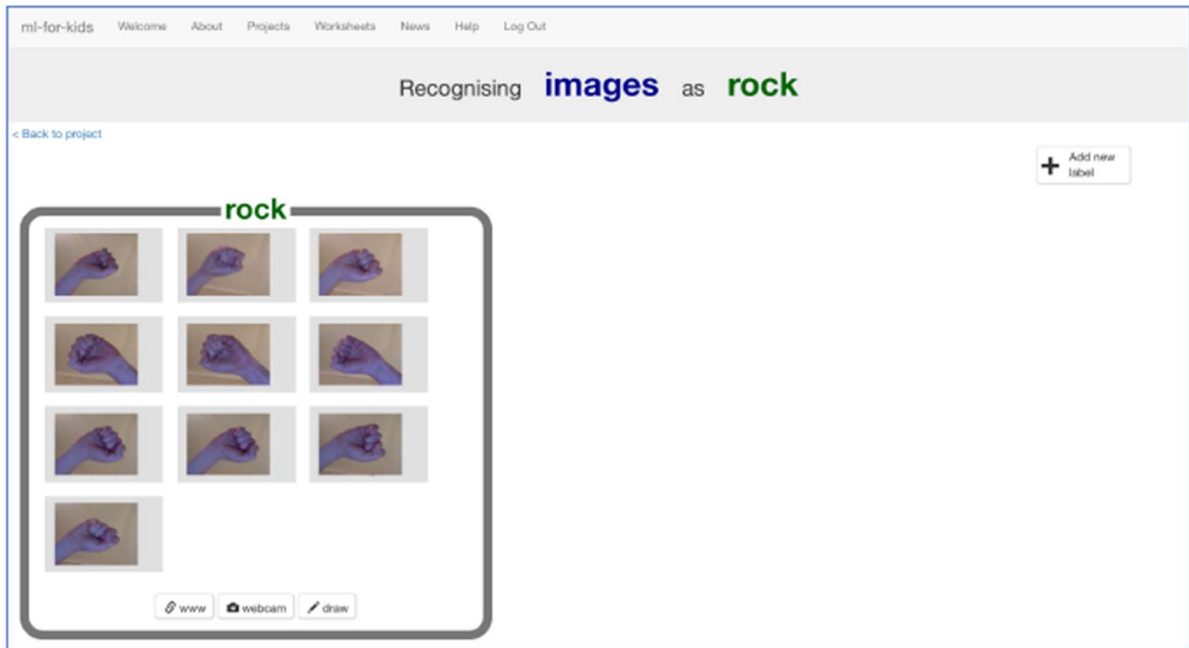 ml-for-kids Welcome About Projects Worksheets News Help Log Out
Recognising images as rock
< Back to project
Add new
label
rock
www webcam draw